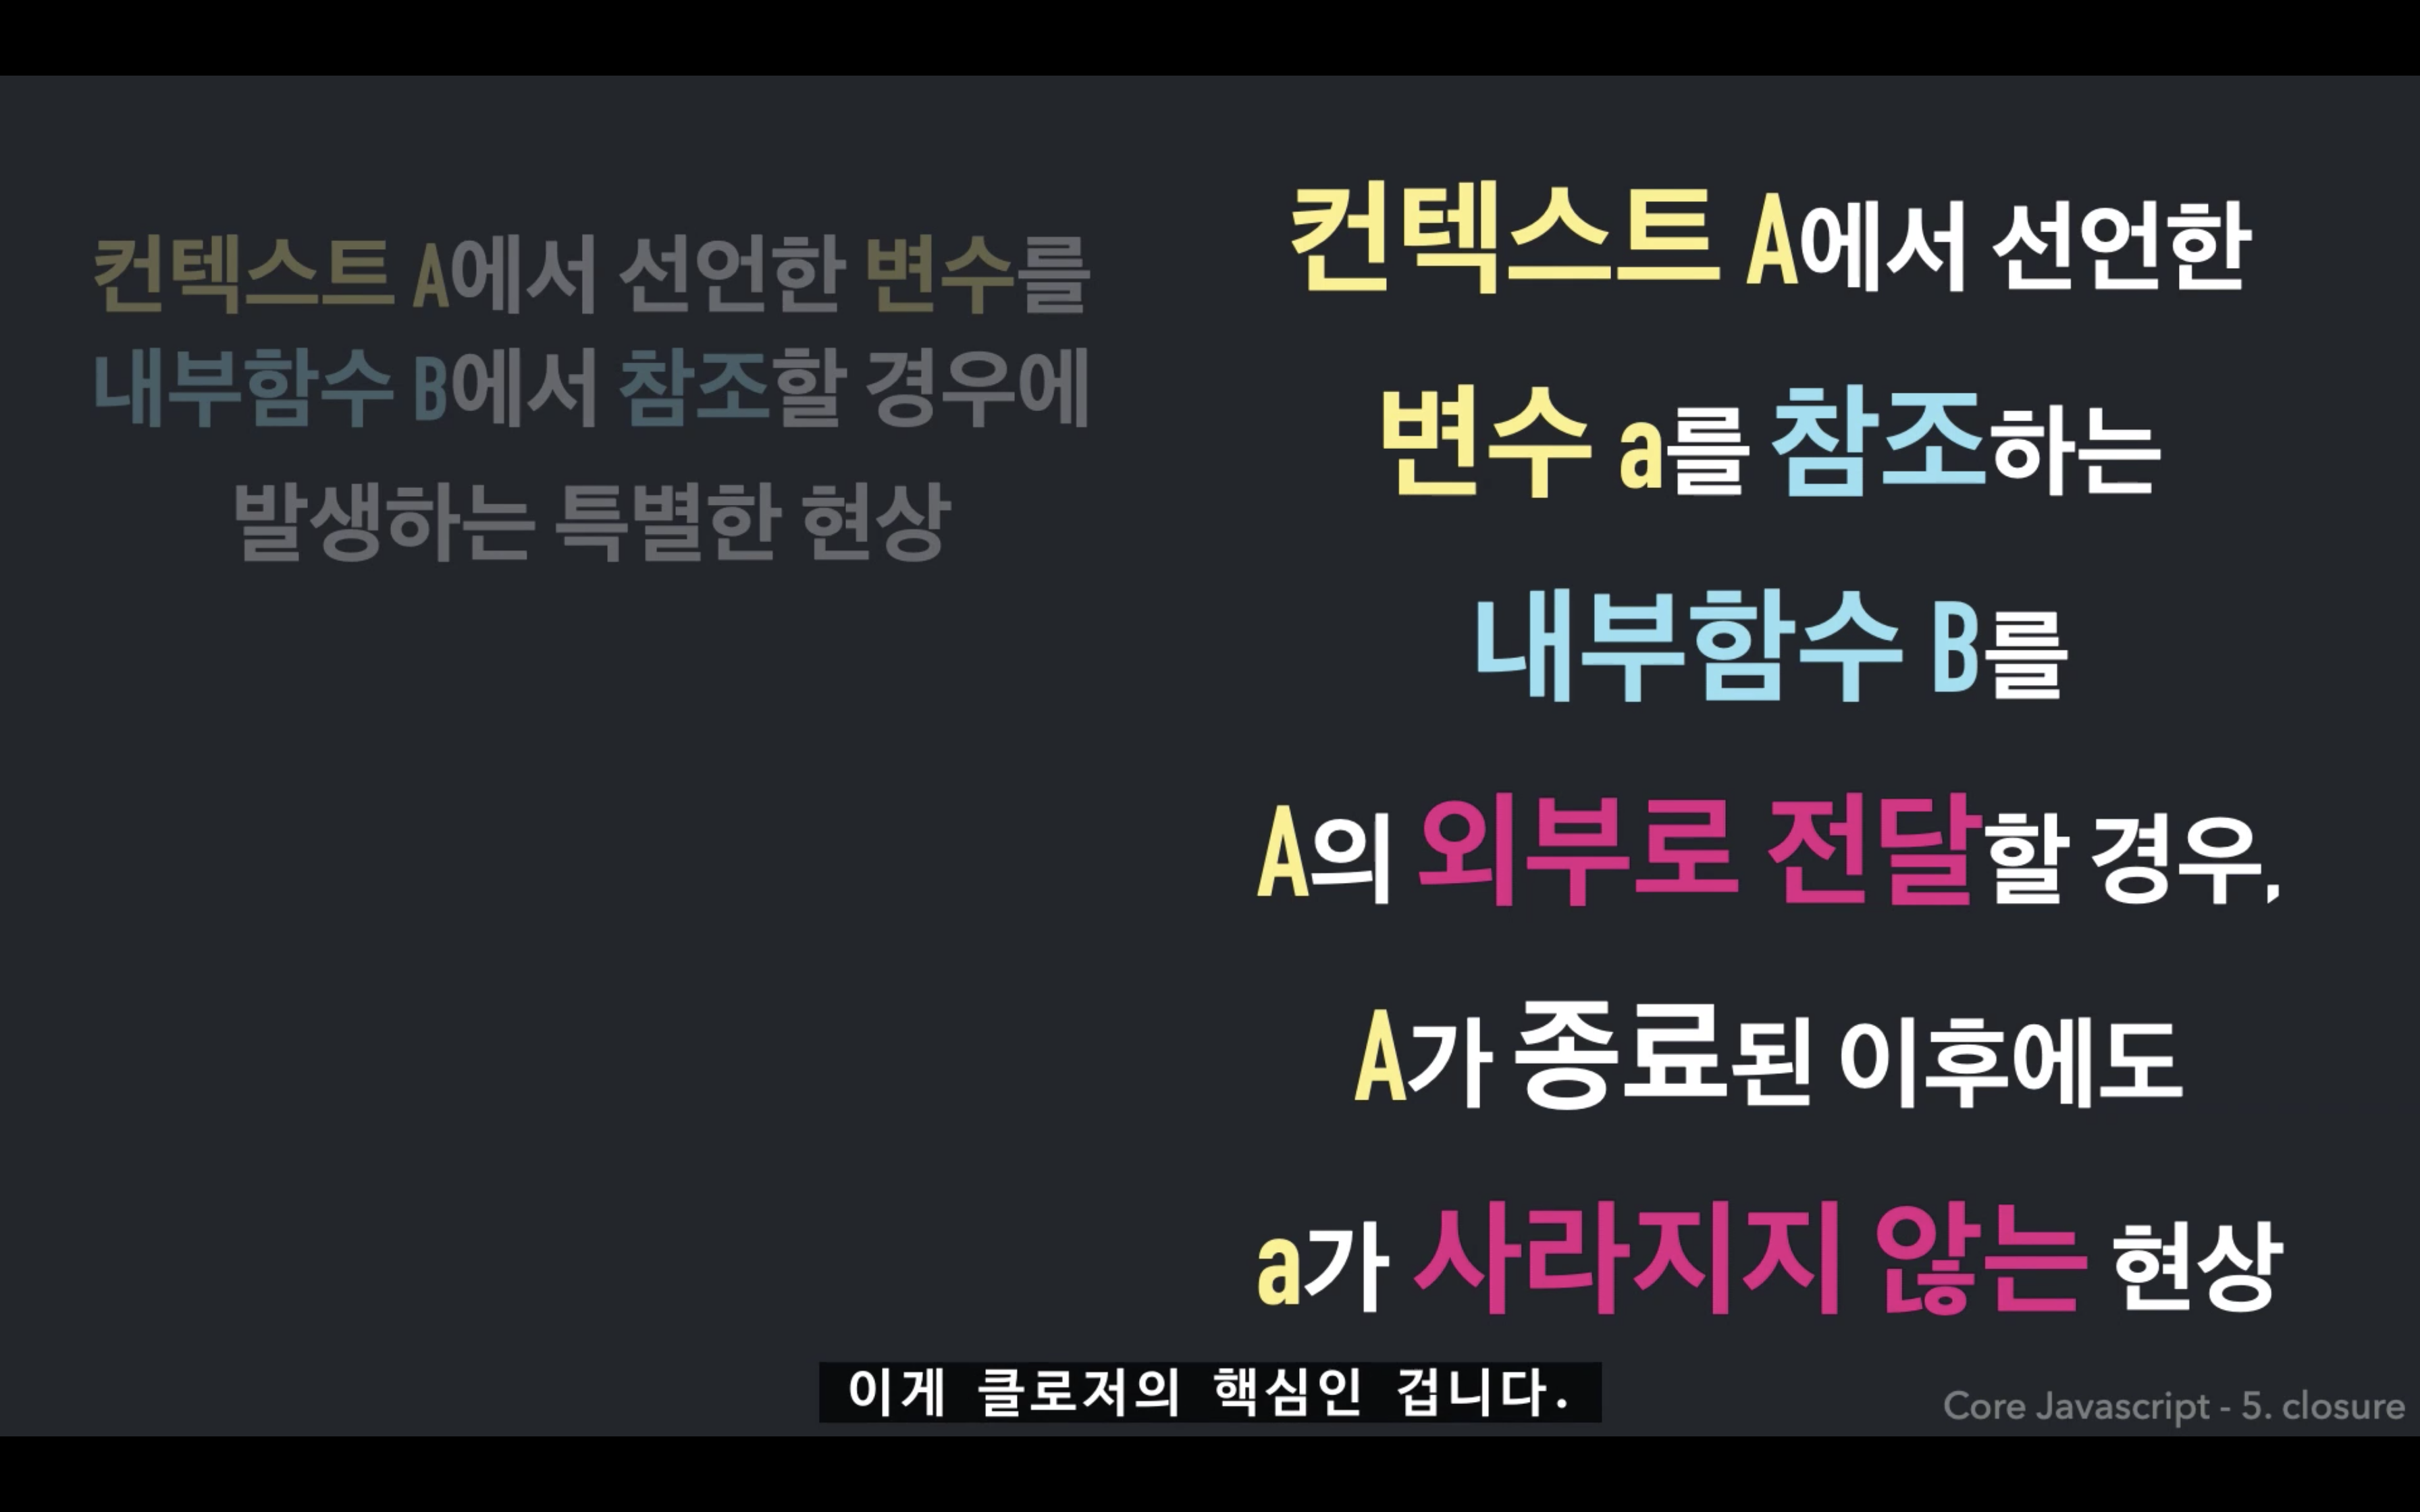 컨텍스트 A에서 선언한 변수를
내부함수 B에서 참조할 경우에
발생하는 특별한 현상
컨텍스트 A에서 선언한
변수 a를 참조하는
내부함수 B를
A의 외부로 전달할 경우,
A가 종료된 이후에도
a가 사라지지 않는 현상
이게 클로저의 핵심인 겁니다.
Core Javascript - 5. closure